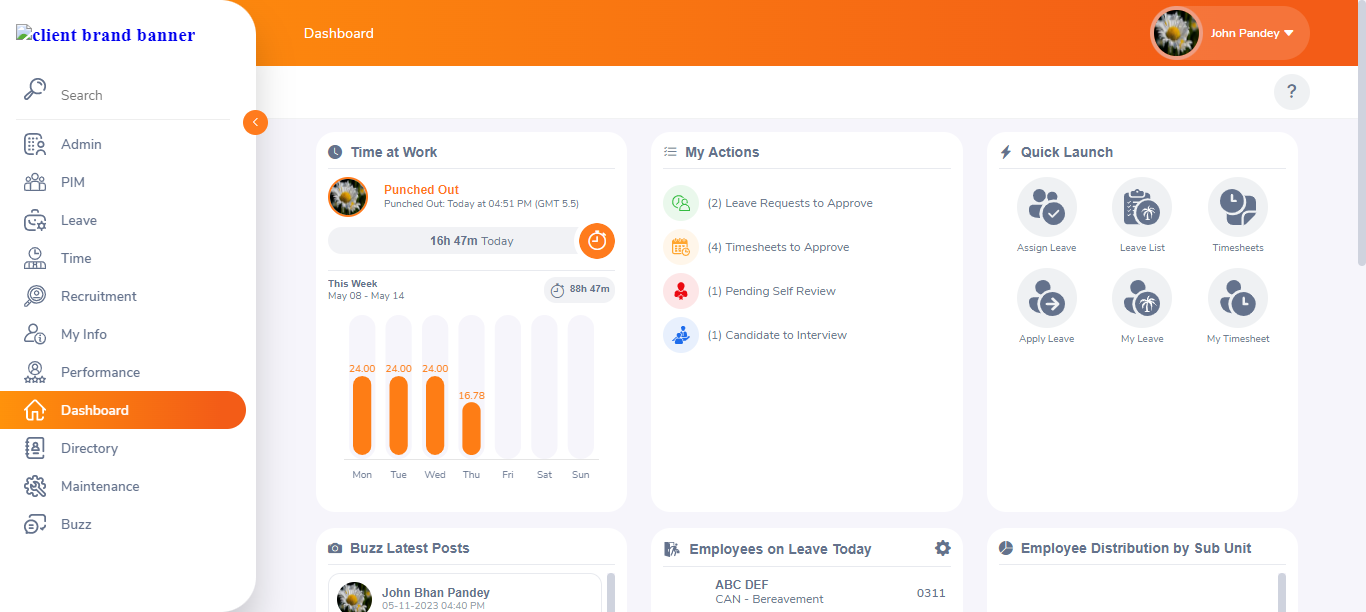 client brand banner
Dashboard
John Pandey
Search
?
Admin
PIM
Leave
Time
Recruitment
My Info
Performance
Dashboard
Directory
Maintenance
Buzz
Time at Work
Punched Out
Punched Out: Today at 04:51 PM (GMT 5.5)
16h 47m Today
This Week
May 08 - May 14
88h 47m
24.00 24.00 24.00
16.78
Mon Tue Wed Thu Fri Sat Sun
My Actions
(2) Leave Requests to Approve
(4) Timesheets to Approve
(1) Pending Self Review
(1) Candidate to Interview
Quick Launch
Assign Leave Leave List Timesheets
Apply Leave My Leave My Timesheet
Buzz Latest Posts
John Bhan Pandey
05-11-2023 04:40 PM
Employees on Leave Today
ABC DEF
CAN - Bereavement
0311
Employee Distribution by Sub Unit